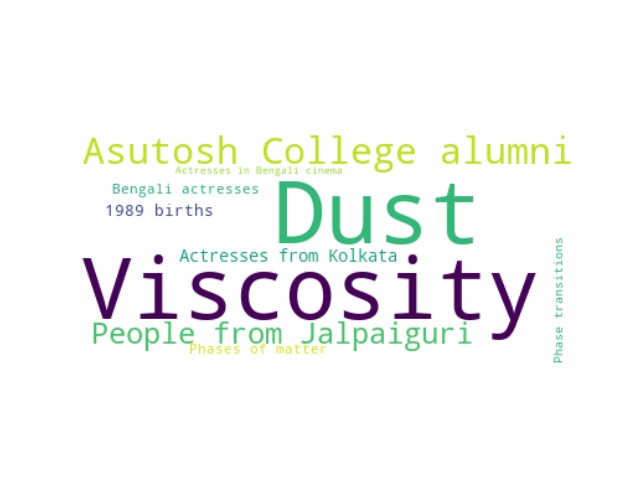 Asutosh College alumni
Actresses in Bengali cinema
Bengali actresses
Dust
1989 births
Actresses from Kolkata
Viscosity
People from Jalpaiguri
Phases of matter
Phase transitions